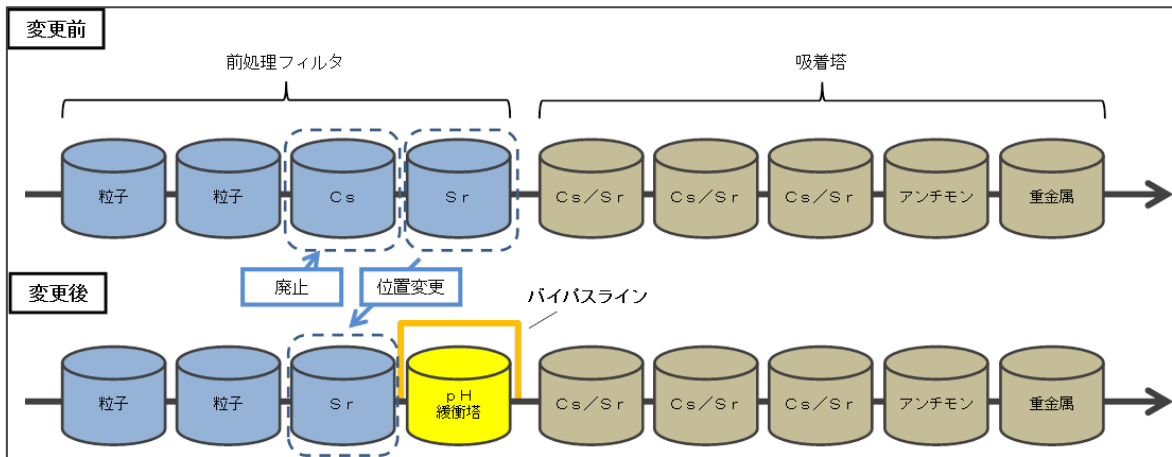 変更前
前処理フィルタ
吸着塔
粒子
粒子
Cs
Sr
Cs/Sr
Cs/Sr
Cs/Sr
アンチモン
重金属
廃止
位置変更
変更後
バイパスライン
粒子
粒子
Sr
pH
緩衝塔
Cs/Sr
Cs/Sr
Cs/Sr
アンチモン
重金属